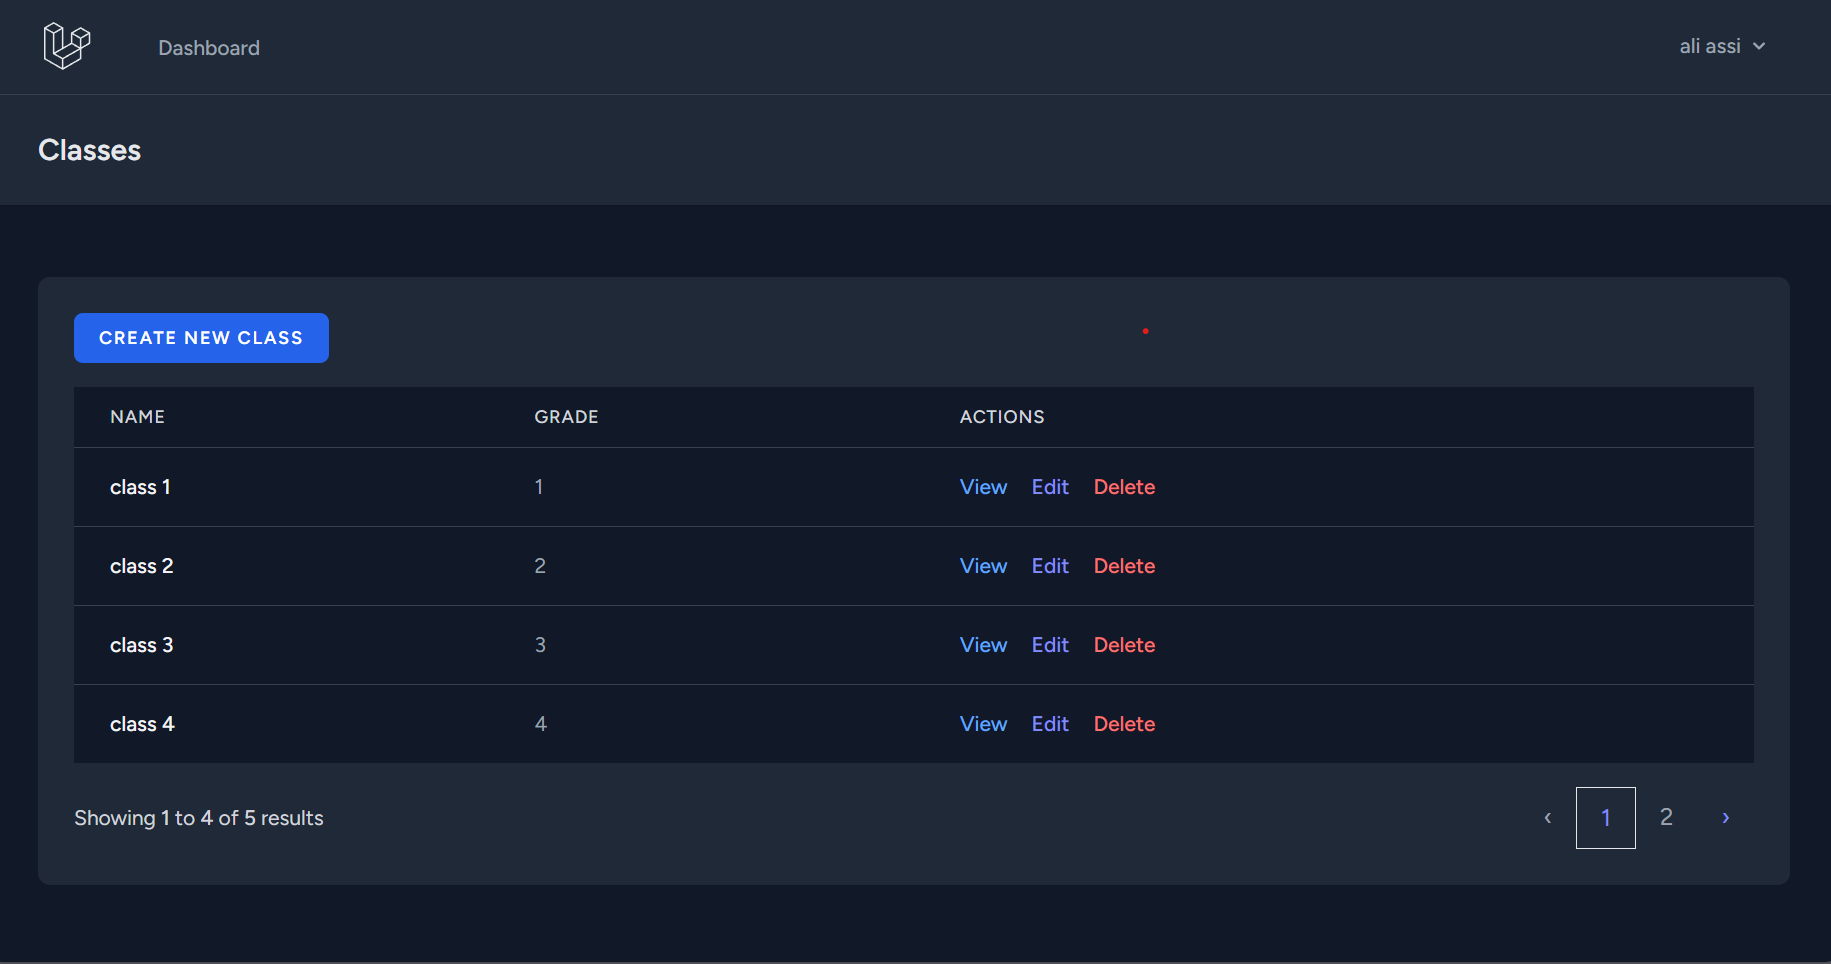 Dashboard
ali assi
Classes
CREATE NEW CLASS
NAME GRADE ACTIONS
class 1 1 View Edit Delete
class 2 2 View Edit Delete
class 3 3 View Edit Delete
class 4 4 View Edit Delete
Showing 1 to 4 of 5 results
‹ 1 2 ›